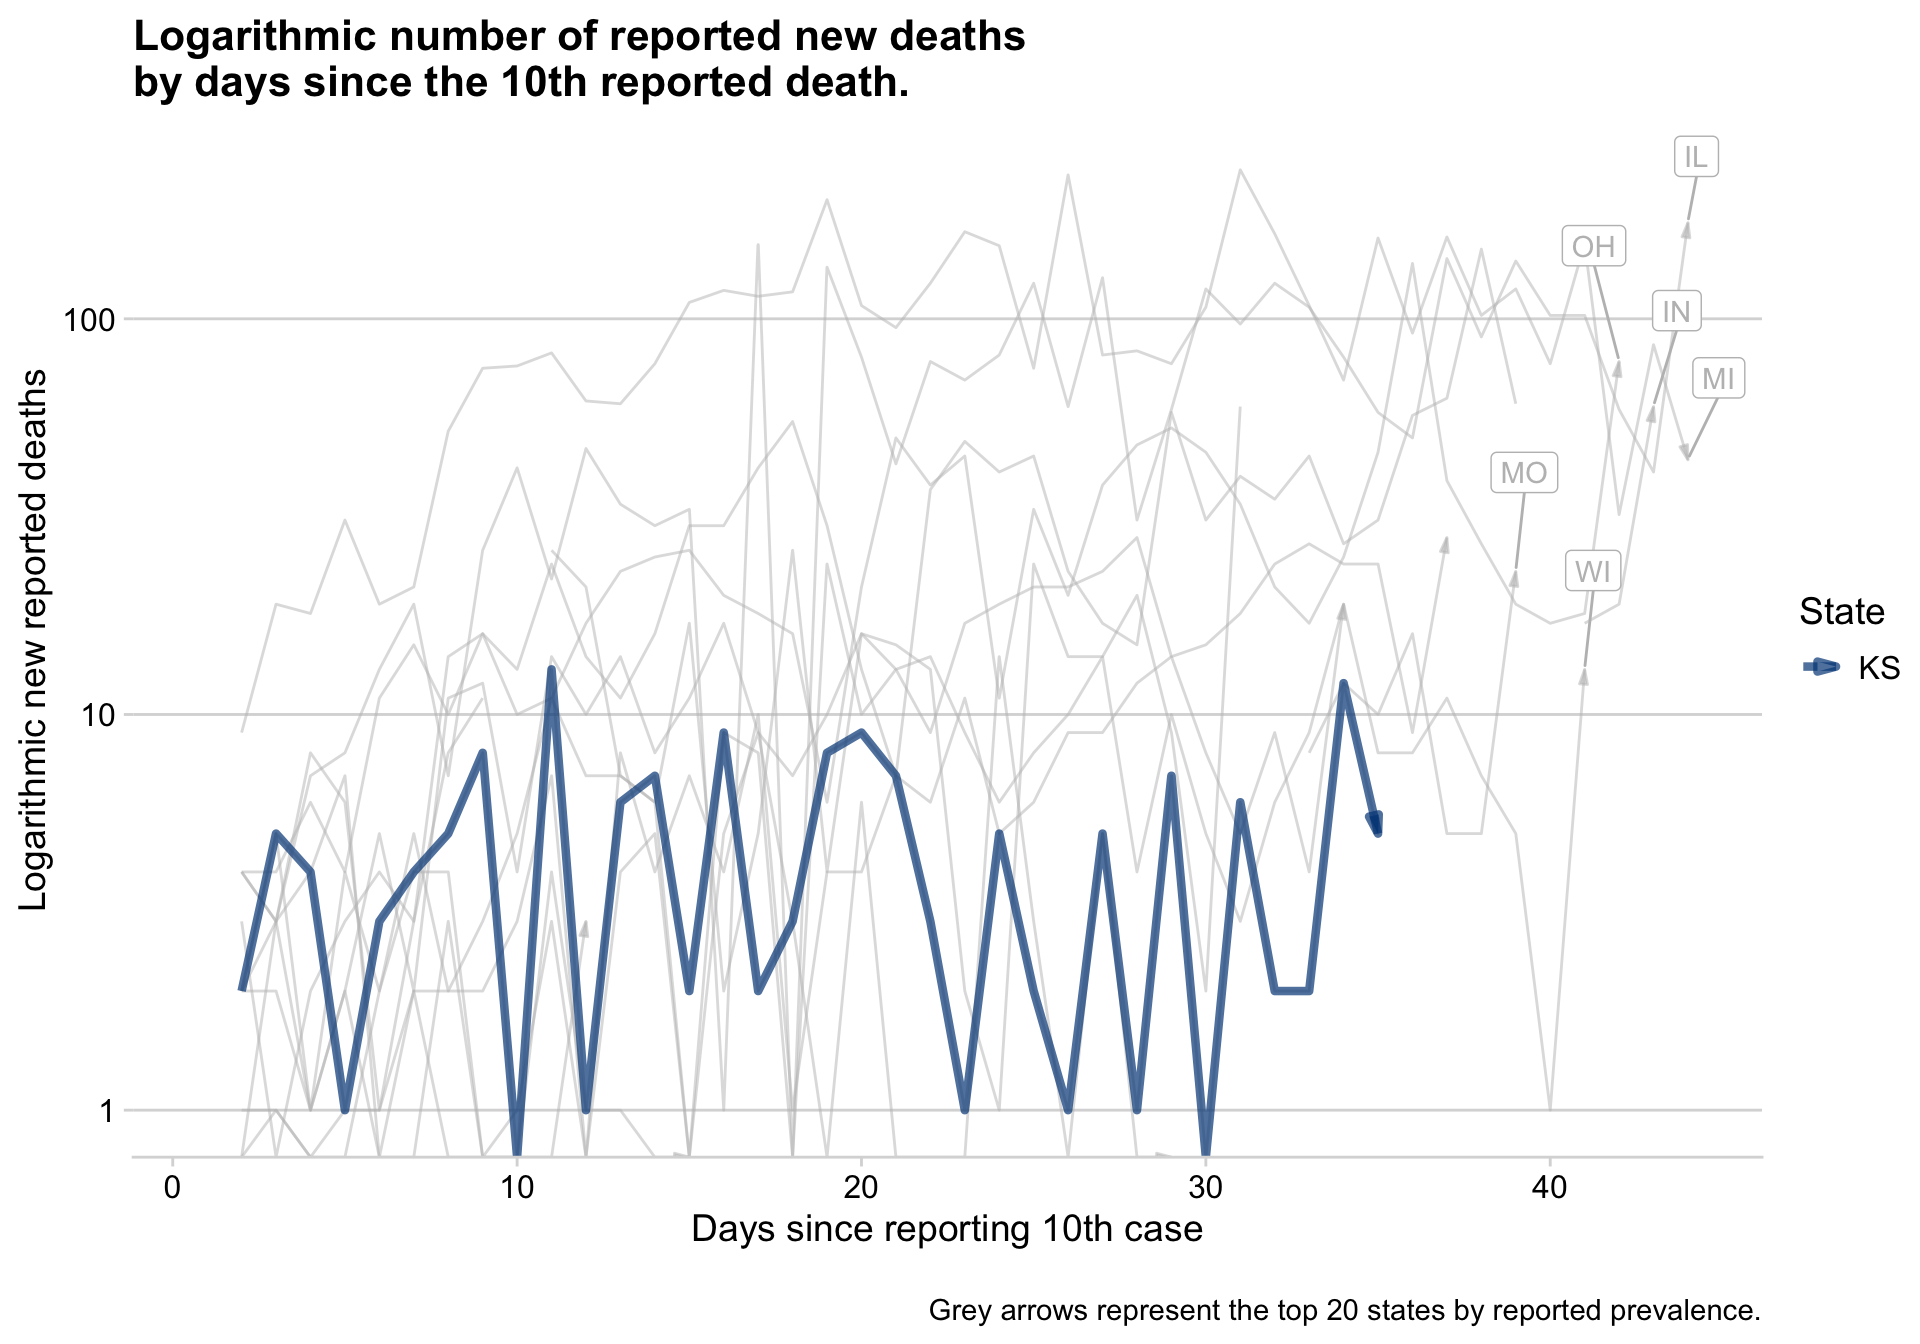 Logarithmic number of reported new deaths
by days since the 10th reported death.
IL
OH
IN
MI
MO
WI
100
10
1
Logarithmic new reported deaths
State
KS
0 10 20 30 40
Days since reporting 10th case
Grey arrows represent the top 20 states by reported prevalence.